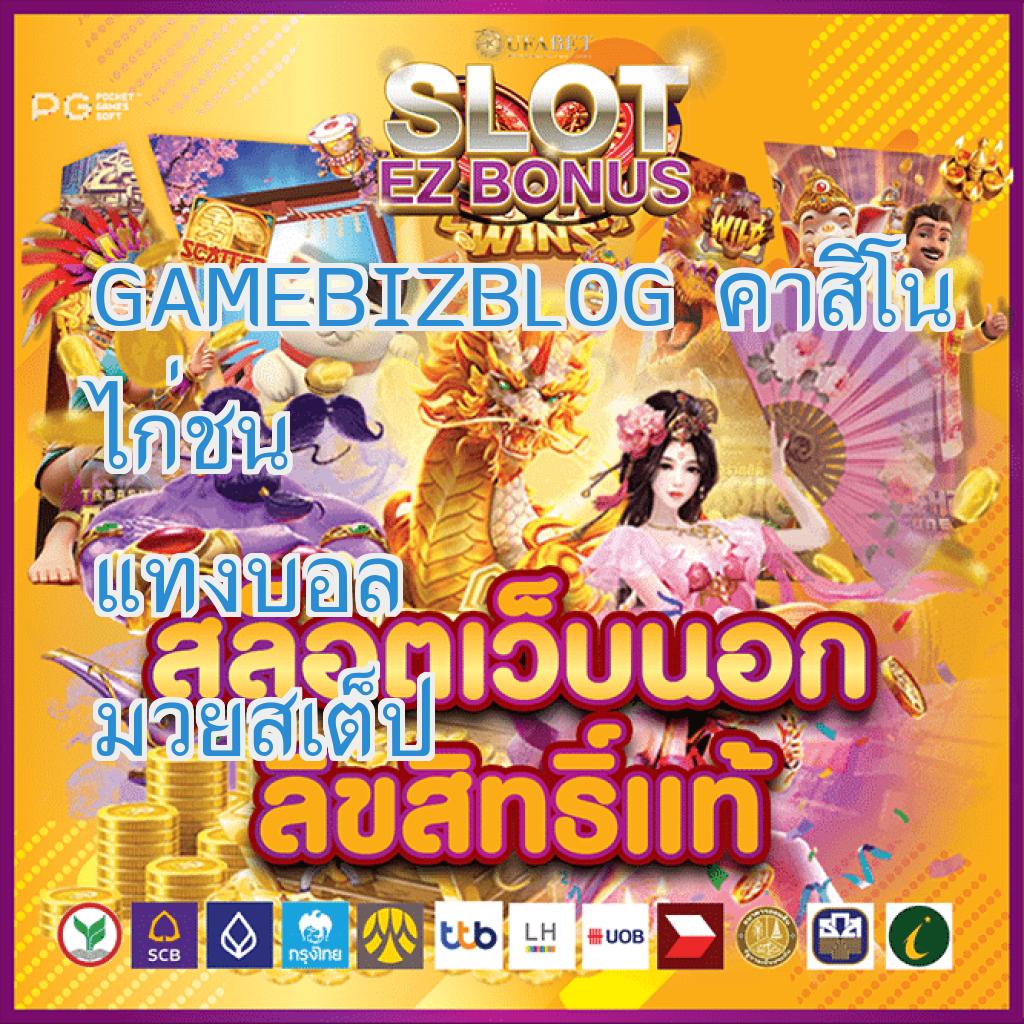 UFABET
PG POCKET GAMES SOFT
SLOT
EZ BONUS
WINS
SCATTER
WILD
GAMEBIZBLOG คาสิโน
ไก่ชน
แทงบอล
สล็อตเว็บนอก
มวยสเต็ป
ลิขสิทธิ์แท้
SCB
กรุงไทย
ttb
LH
UOB